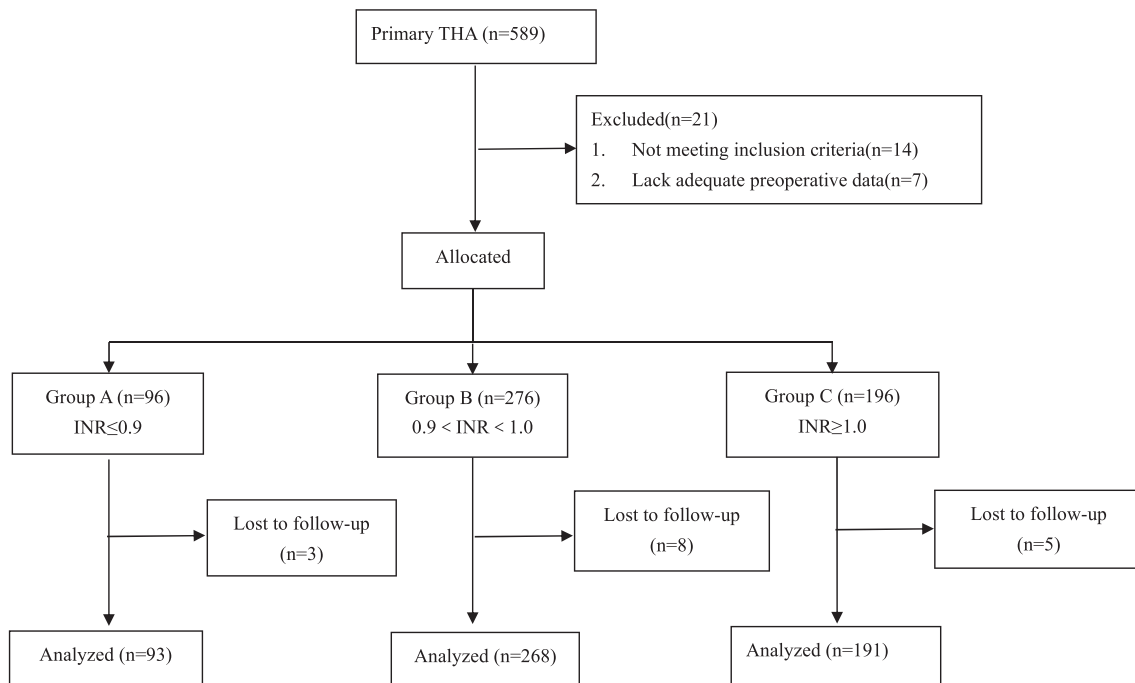 Primary THA (n=589)
Excluded(n=21)
1. Not meeting inclusion criteria(n=14)
2. Lack adequate preoperative data(n=7)
Allocated
Group A (n=96)
INR≤0.9
Group B (n=276)
0.9 < INR < 1.0
Group C (n=196)
INR≥1.0
Lost to follow-up
(n=3)
Lost to follow-up
(n=8)
Lost to follow-up
(n=5)
Analyzed (n=93)
Analyzed (n=268)
Analyzed (n=191)